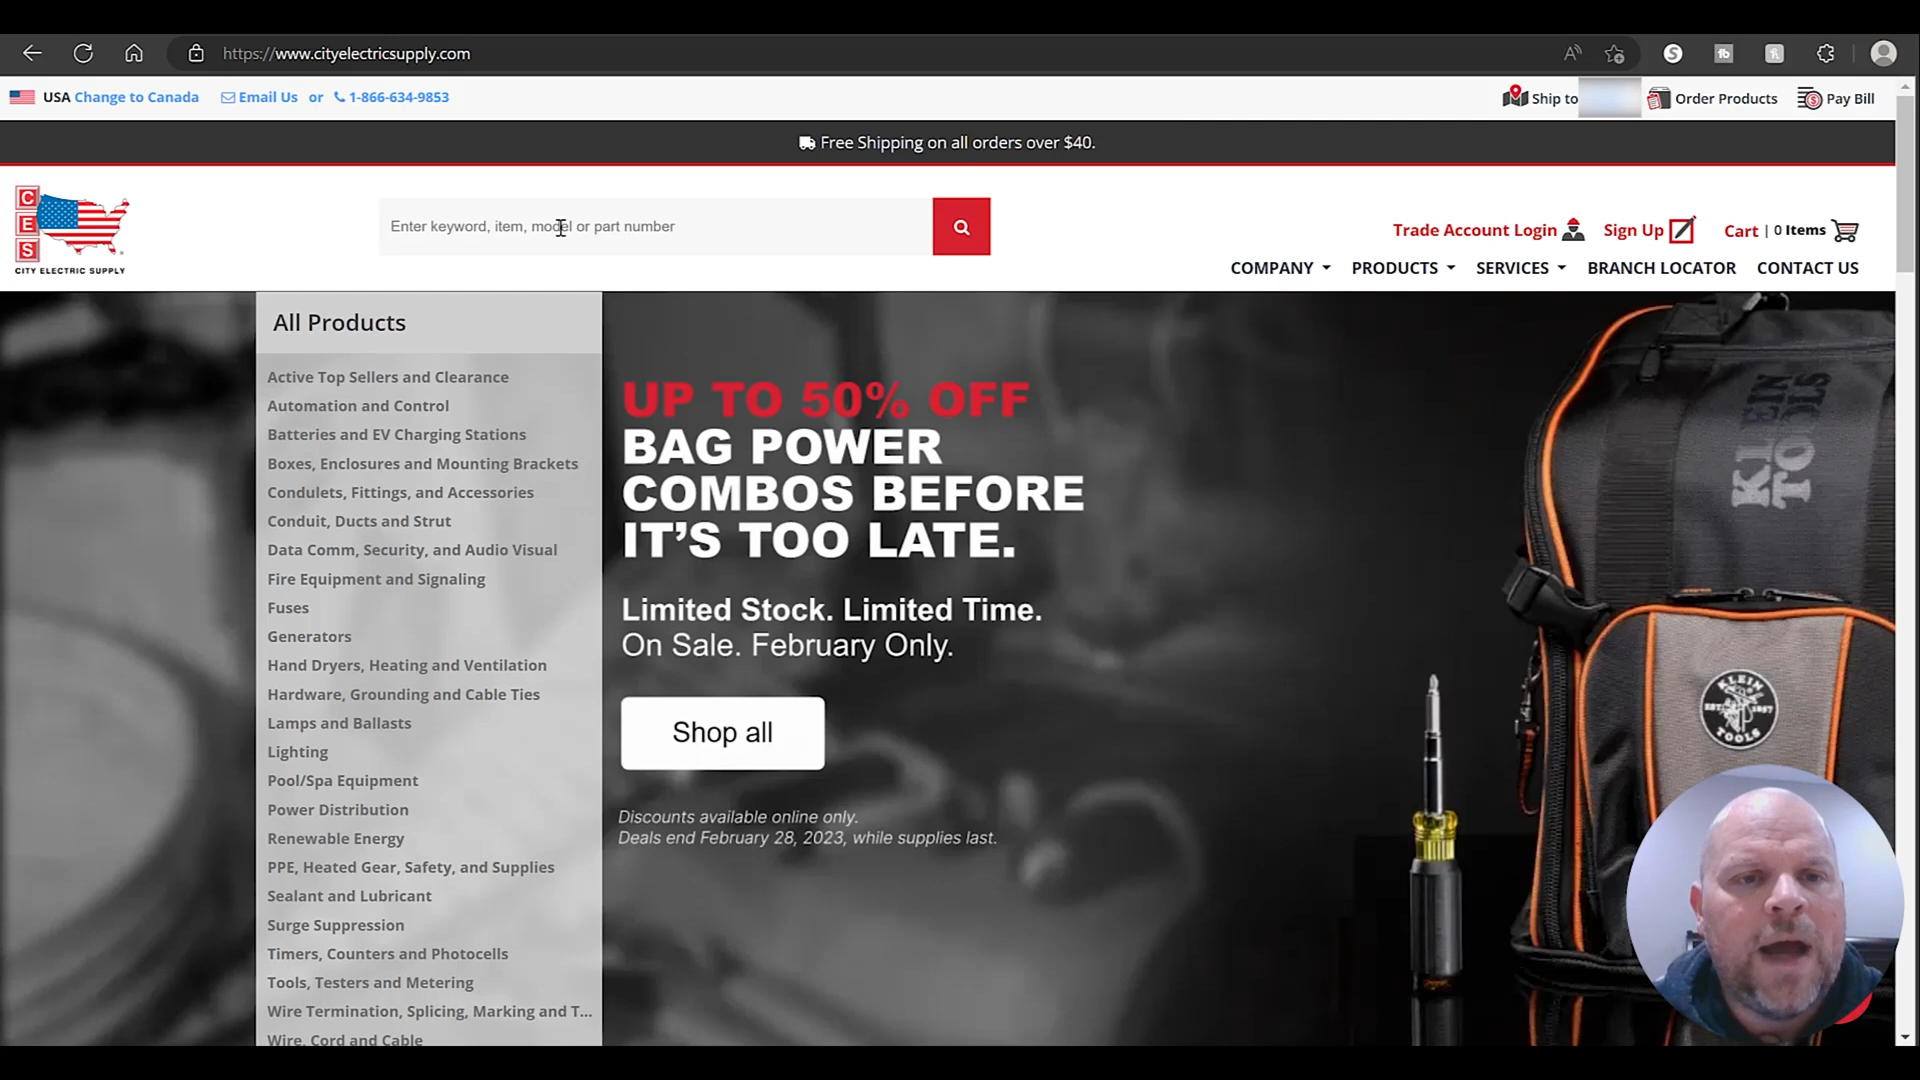 https://www.cityelectricsupply.com
USA Change to Canada Email Us or 1-866-634-9853
Ship to Order Products Pay Bill
Free Shipping on all orders over $40.
CES
CITY ELECTRIC SUPPLY
Enter keyword, item, model or part number
Trade Account Login Sign Up Cart | 0 Items
COMPANY PRODUCTS SERVICES BRANCH LOCATOR CONTACT US
All Products
Active Top Sellers and Clearance
Automation and Control
Batteries and EV Charging Stations
Boxes, Enclosures and Mounting Brackets
Condulets, Fittings, and Accessories
Conduit, Ducts and Strut
Data Comm, Security, and Audio Visual
Fire Equipment and Signaling
Fuses
Generators
Hand Dryers, Heating and Ventilation
Hardware, Grounding and Cable Ties
Lamps and Ballasts
Lighting
Pool/Spa Equipment
Power Distribution
Renewable Energy
PPE, Heated Gear, Safety, and Supplies
Sealant and Lubricant
Surge Suppression
Timers, Counters and Photocells
Tools, Testers and Metering
Wire Termination, Splicing, Marking and T...
Wire, Cord and Cable
UP TO 50% OFF
BAG POWER
COMBOS BEFORE
IT’S TOO LATE.
Limited Stock. Limited Time.
On Sale. February Only.
Shop all
Discounts available online only.
Deals end February 28, 2023, while supplies last.
KLEIN
TOOLS
KLEIN
EST. 1857
TOOLS